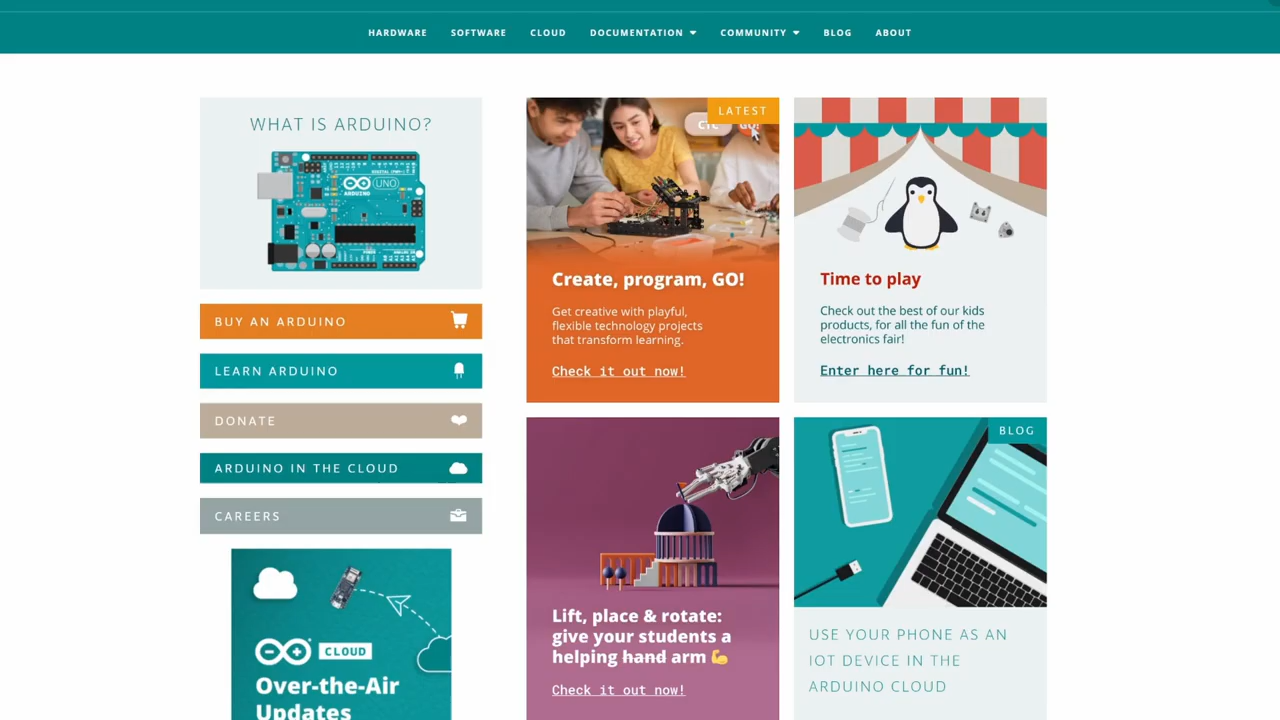 HARDWARE
SOFTWARE
CLOUD
DOCUMENTATION
COMMUNITY
BLOG
ABOUT
WHAT IS ARDUINO?
UNO
ARDUINO
BUY AN ARDUINO
LEARN ARDUINO
DONATE
ARDUINO IN THE CLOUD
CAREERS
CLOUD
Over-the-Air
Updates
LATEST
CTC GO!
Create, program, GO!
Get creative with playful,
flexible technology projects
that transform learning.
Check it out now!
Time to play
Check out the best of our kids
products, for all the fun of the
electronics fair!
Enter here for fun!
Lift, place & rotate:
give your students a
helping hand arm 💪
Check it out now!
BLOG
USE YOUR PHONE AS AN
IOT DEVICE IN THE
ARDUINO CLOUD